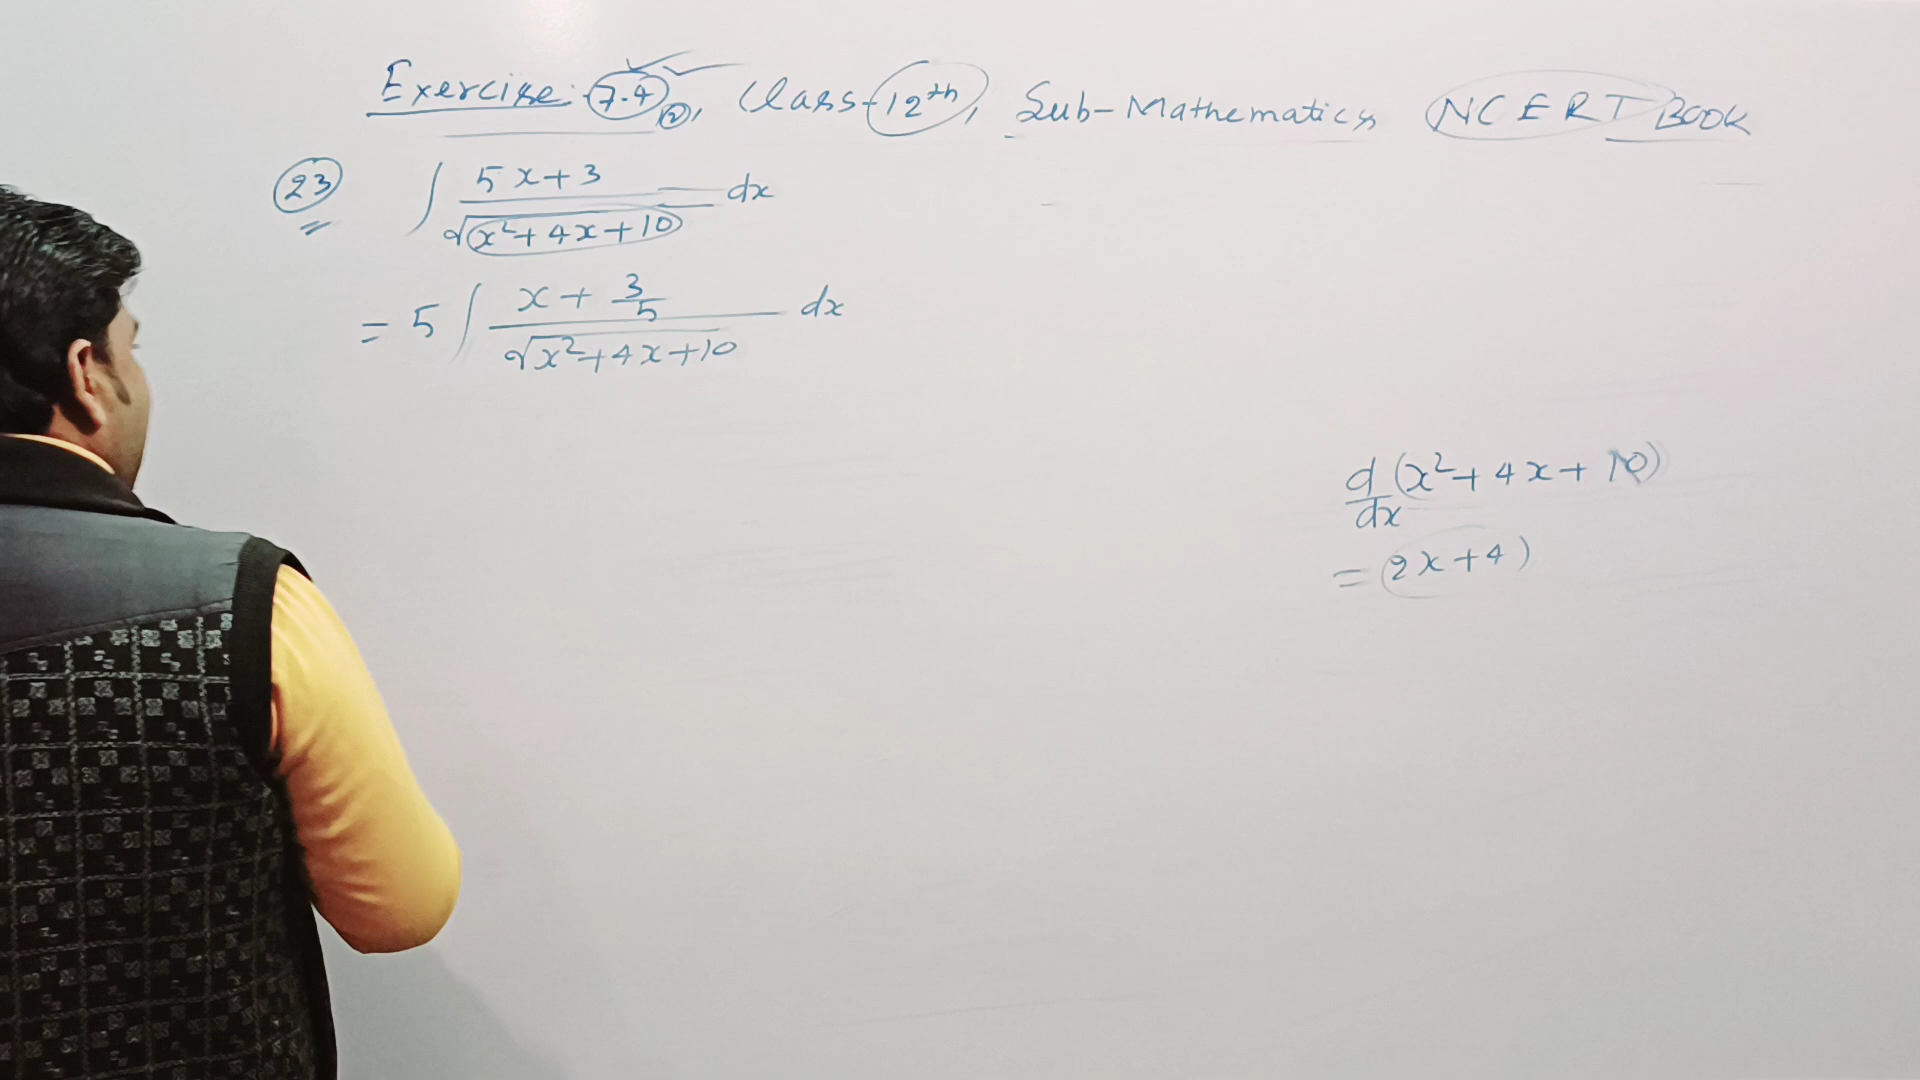 Exercise:- 7.4 (2), Class-12th, Sub-Mathematics NCERT BOOK
23 ∫ 5x+3 / √x²+4x+10 dx
= 5 ∫ x + 3/5 / √x²+4x+10 dx
d/dx (x²+4x+10)
= (2x+4)